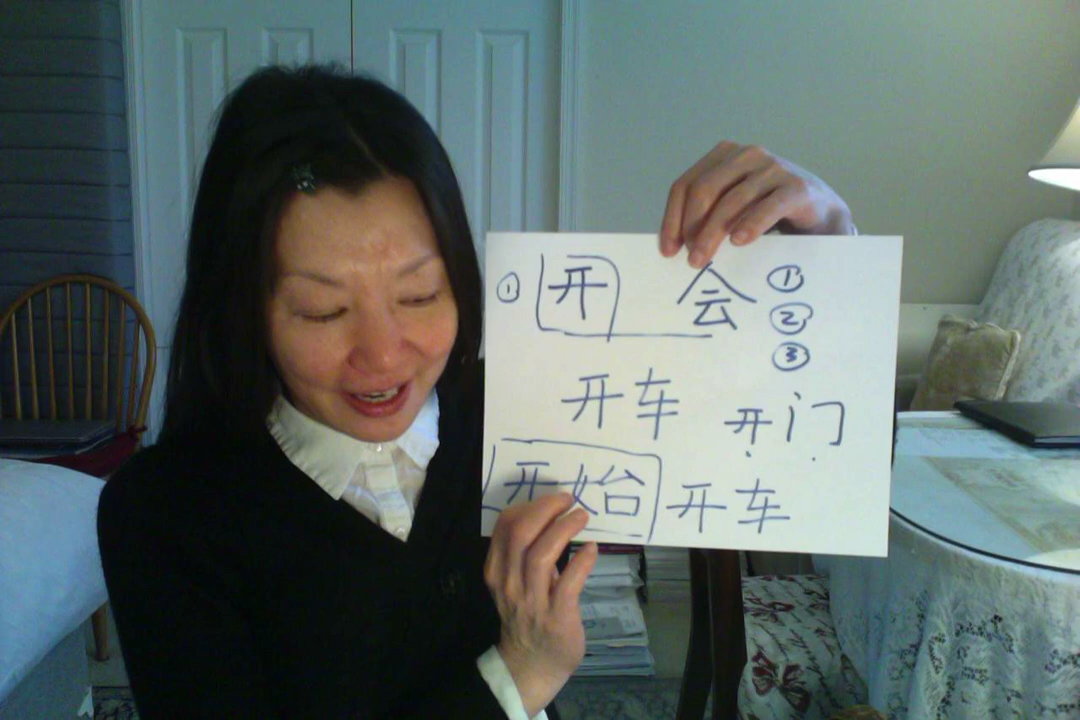 ① 开 会 ①
②
③
开车
开门
开始 开车